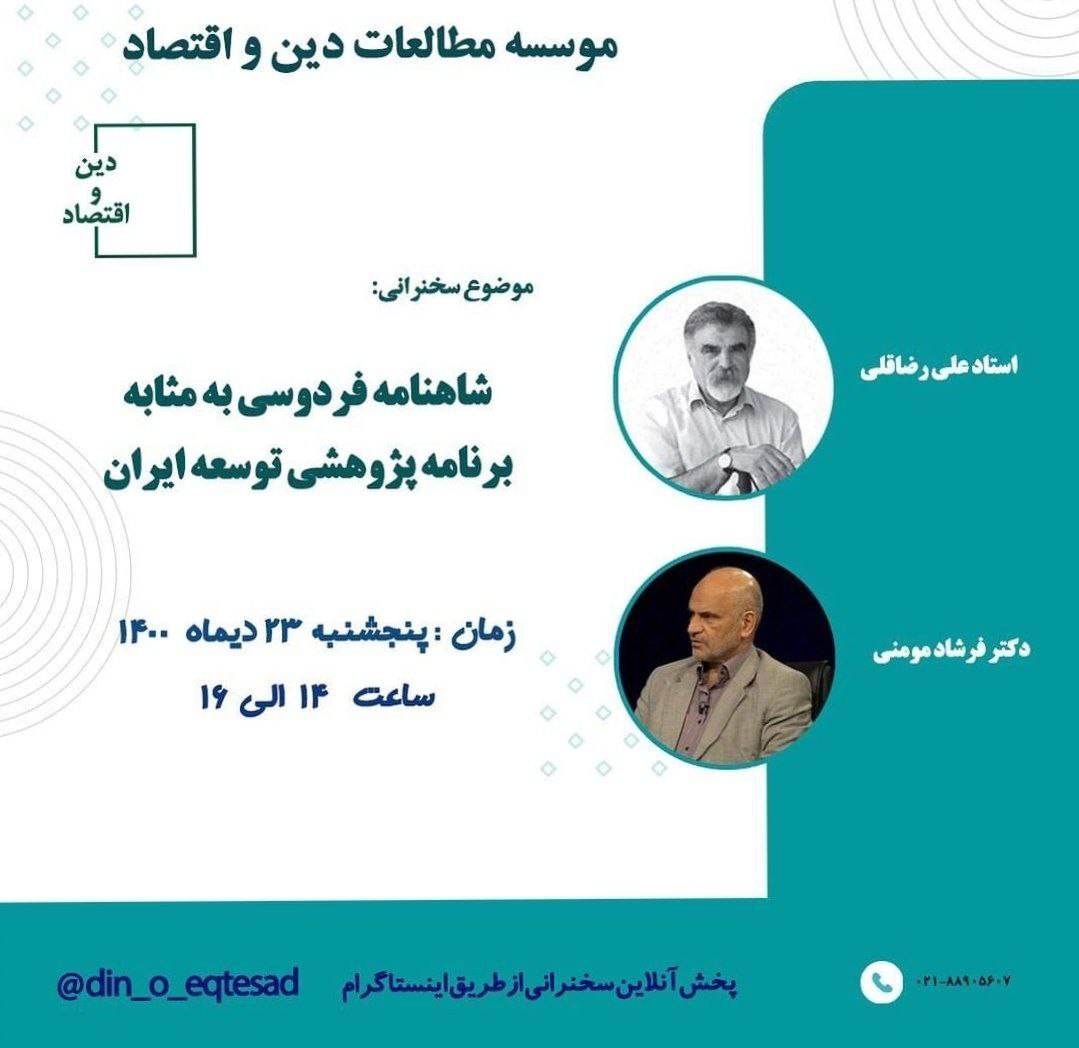 موسسه مطالعات دین و اقتصاد
دین
و
اقتصاد
موضوع سخنرانی:
شاهنامه فردوسی به مثابه
برنامه پژوهشی توسعه ایران
استاد علی رضاقلی
دکتر فرشاد مومنی
زمان : پنجشنبه ۲۳ دیماه ۱۴۰۰
ساعت ۱۴ الی ۱۶
۰۲۱-۸۸۹۰۵۶۰۷
پخش آنلاین سخنرانی از طریق اینستاگرام @din_o_eqtesad